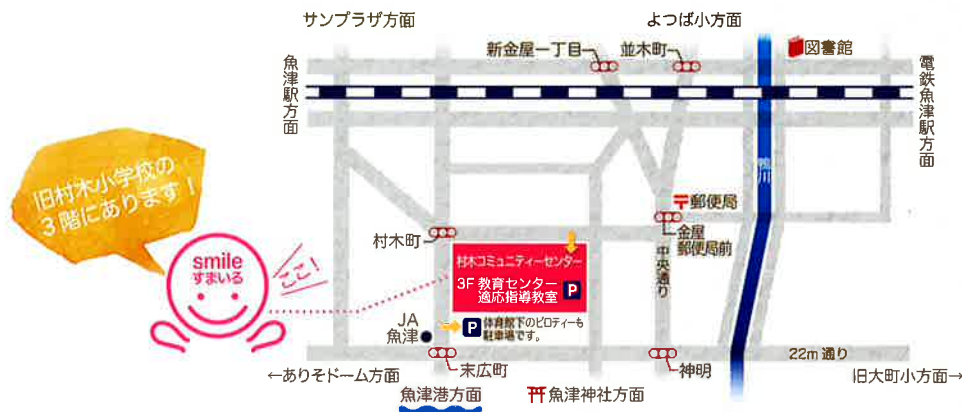 サンプラザ方面
よつば小方面
新金屋一丁目
並木町
図書館
魚津駅方面
電鉄魚津駅方面
鴨川
旧村木小学校の
3階にあります!
郵便局
村木町
金屋
郵便局前
smile
すまいる
ここ!
村木コミュニティーセンター
3F 教育センター
適応指導教室
P
中央通り
JA
魚津
P
体育館下のピロティーも
駐車場です。
末広町
神明
22m通り
←ありそドーム方面
旧大町小方面→
魚津港方面
魚津神社方面